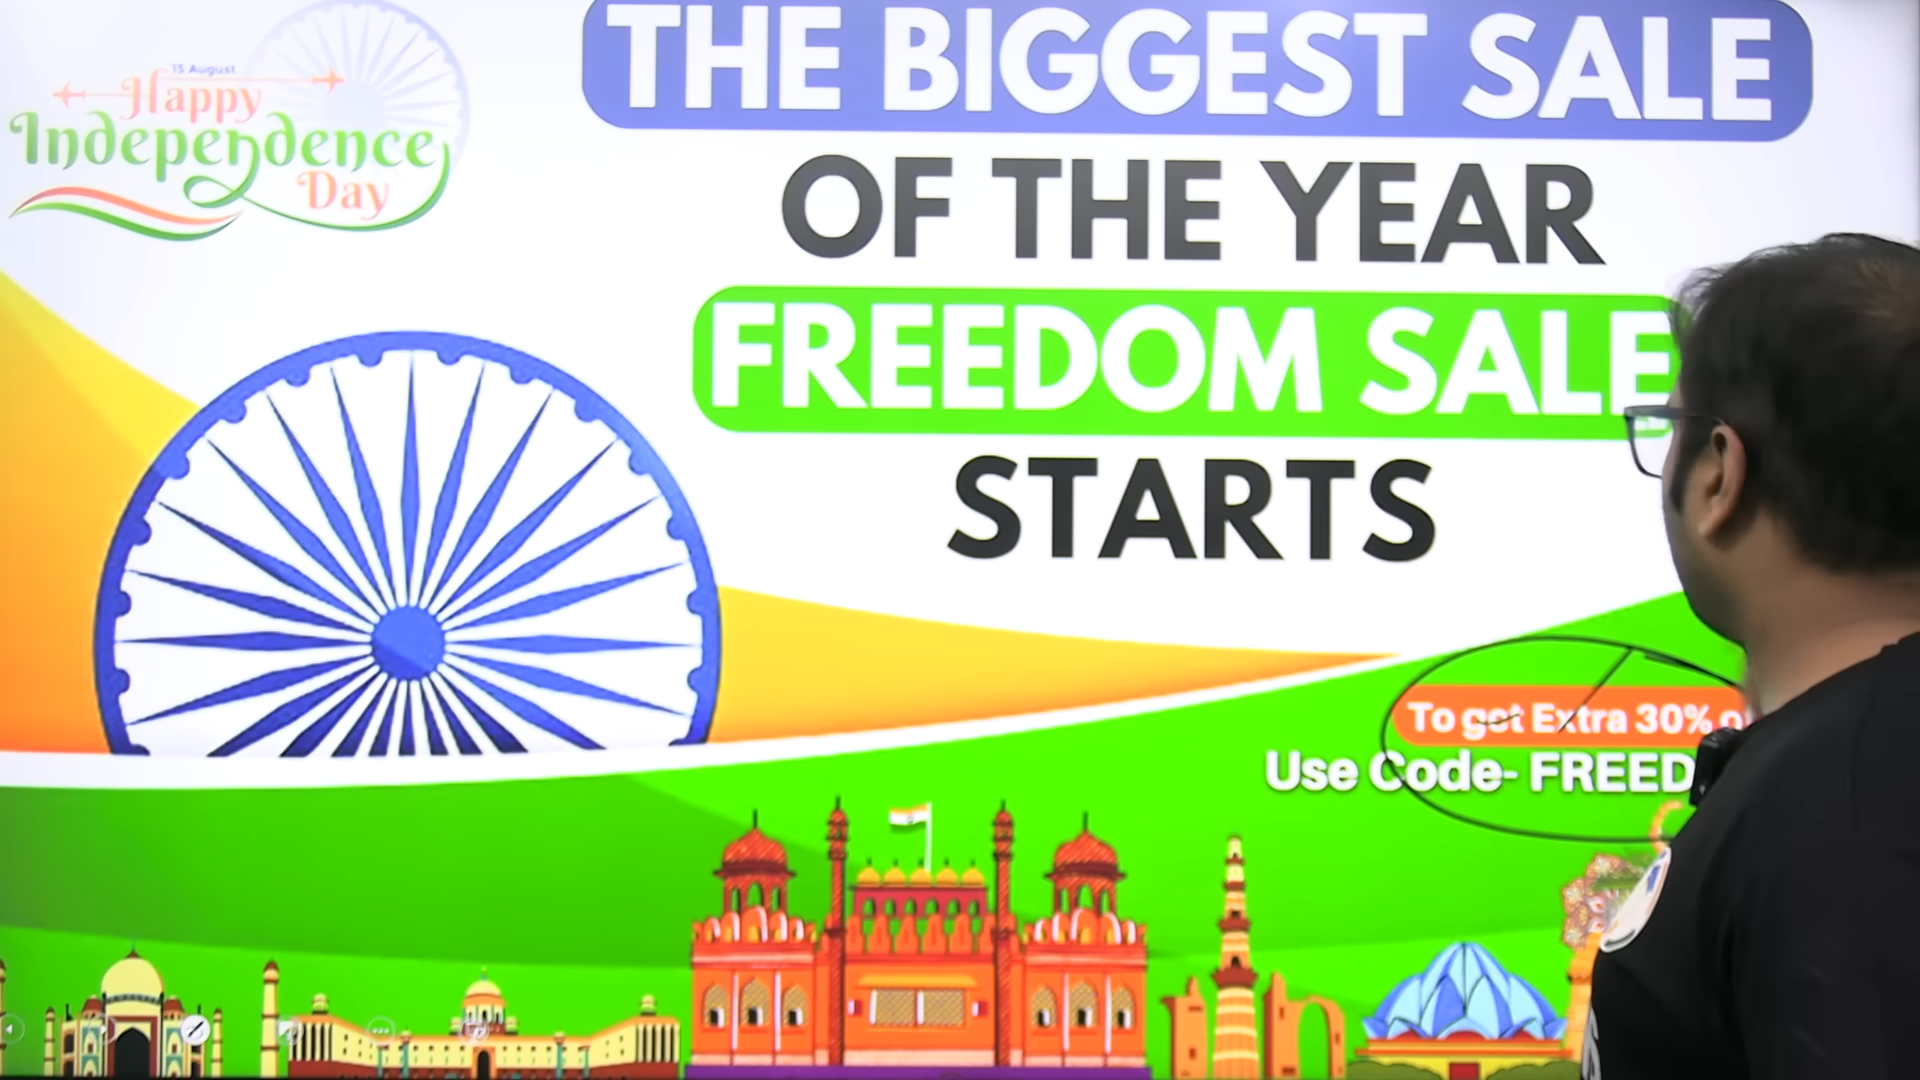 15 August
Happy
Independence
Day
THE BIGGEST SALE
OF THE YEAR
FREEDOM SALE
STARTS
To get Extra 30%
Use Code- FREED